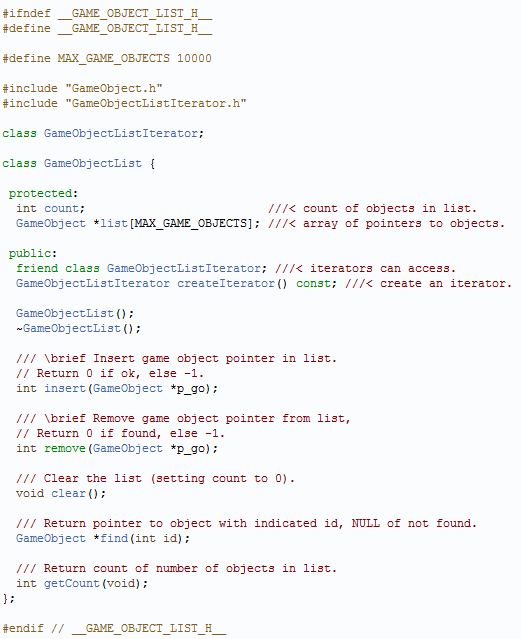 #ifndef __GAME_OBJECT_LIST_H__
#define __GAME_OBJECT_LIST_H__
#define MAX_GAME_OBJECTS 10000
#include "GameObject.h"
#include "GameObjectListIterator.h"
class GameObjectListIterator;
class GameObjectList {
protected:
int count; ///< count of objects in list.
GameObject *list[MAX_GAME_OBJECTS]; ///< array of pointers to objects.
public:
friend class GameObjectListIterator; ///< iterators can access.
GameObjectListIterator createIterator() const; ///< create an iterator.
GameObjectList();
~GameObjectList();
/// \brief Insert game object pointer in list.
// Return 0 if ok, else -1.
int insert(GameObject *p_go);
/// \brief Remove game object pointer from list,
// Return 0 if found, else -1.
int remove(GameObject *p_go);
/// Clear the list (setting count to 0).
void clear();
/// Return pointer to object with indicated id, NULL of not found.
GameObject *find(int id);
/// Return count of number of objects in list.
int getCount(void);
};
#endif // __GAME_OBJECT_LIST_H__